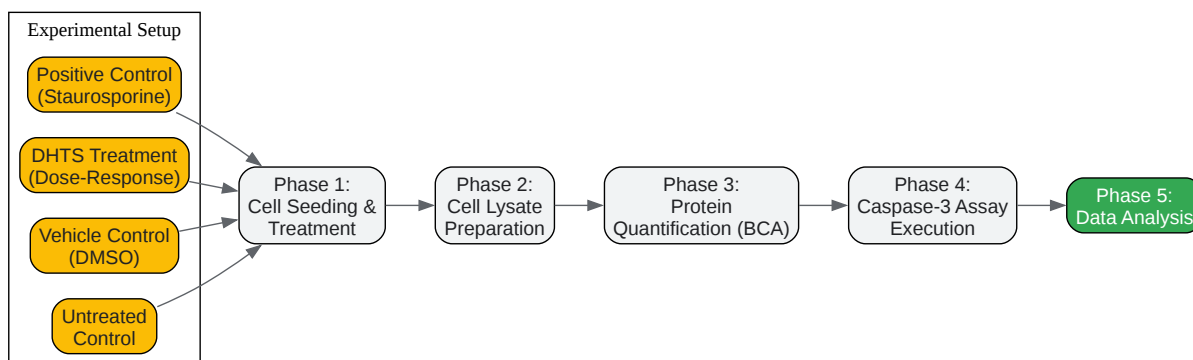 Experimental Setup
Positive Control
(Staurosporine)
DHTS Treatment
(Dose-Response)
Vehicle Control
(DMSO)
Untreated
Control
Phase 1:
Cell Seeding &
Treatment
Phase 2:
Cell Lysate
Preparation
Phase 3:
Protein
Quantification (BCA)
Phase 4:
Caspase-3 Assay
Execution
Phase 5:
Data Analysis